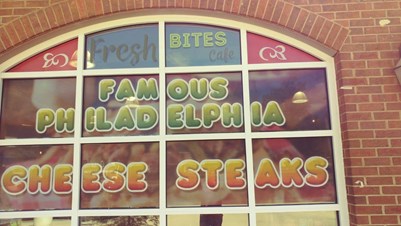 Fresh BITES
Cafe
FAMOUS
PHILADELPHIA
CHEESE STEAKS